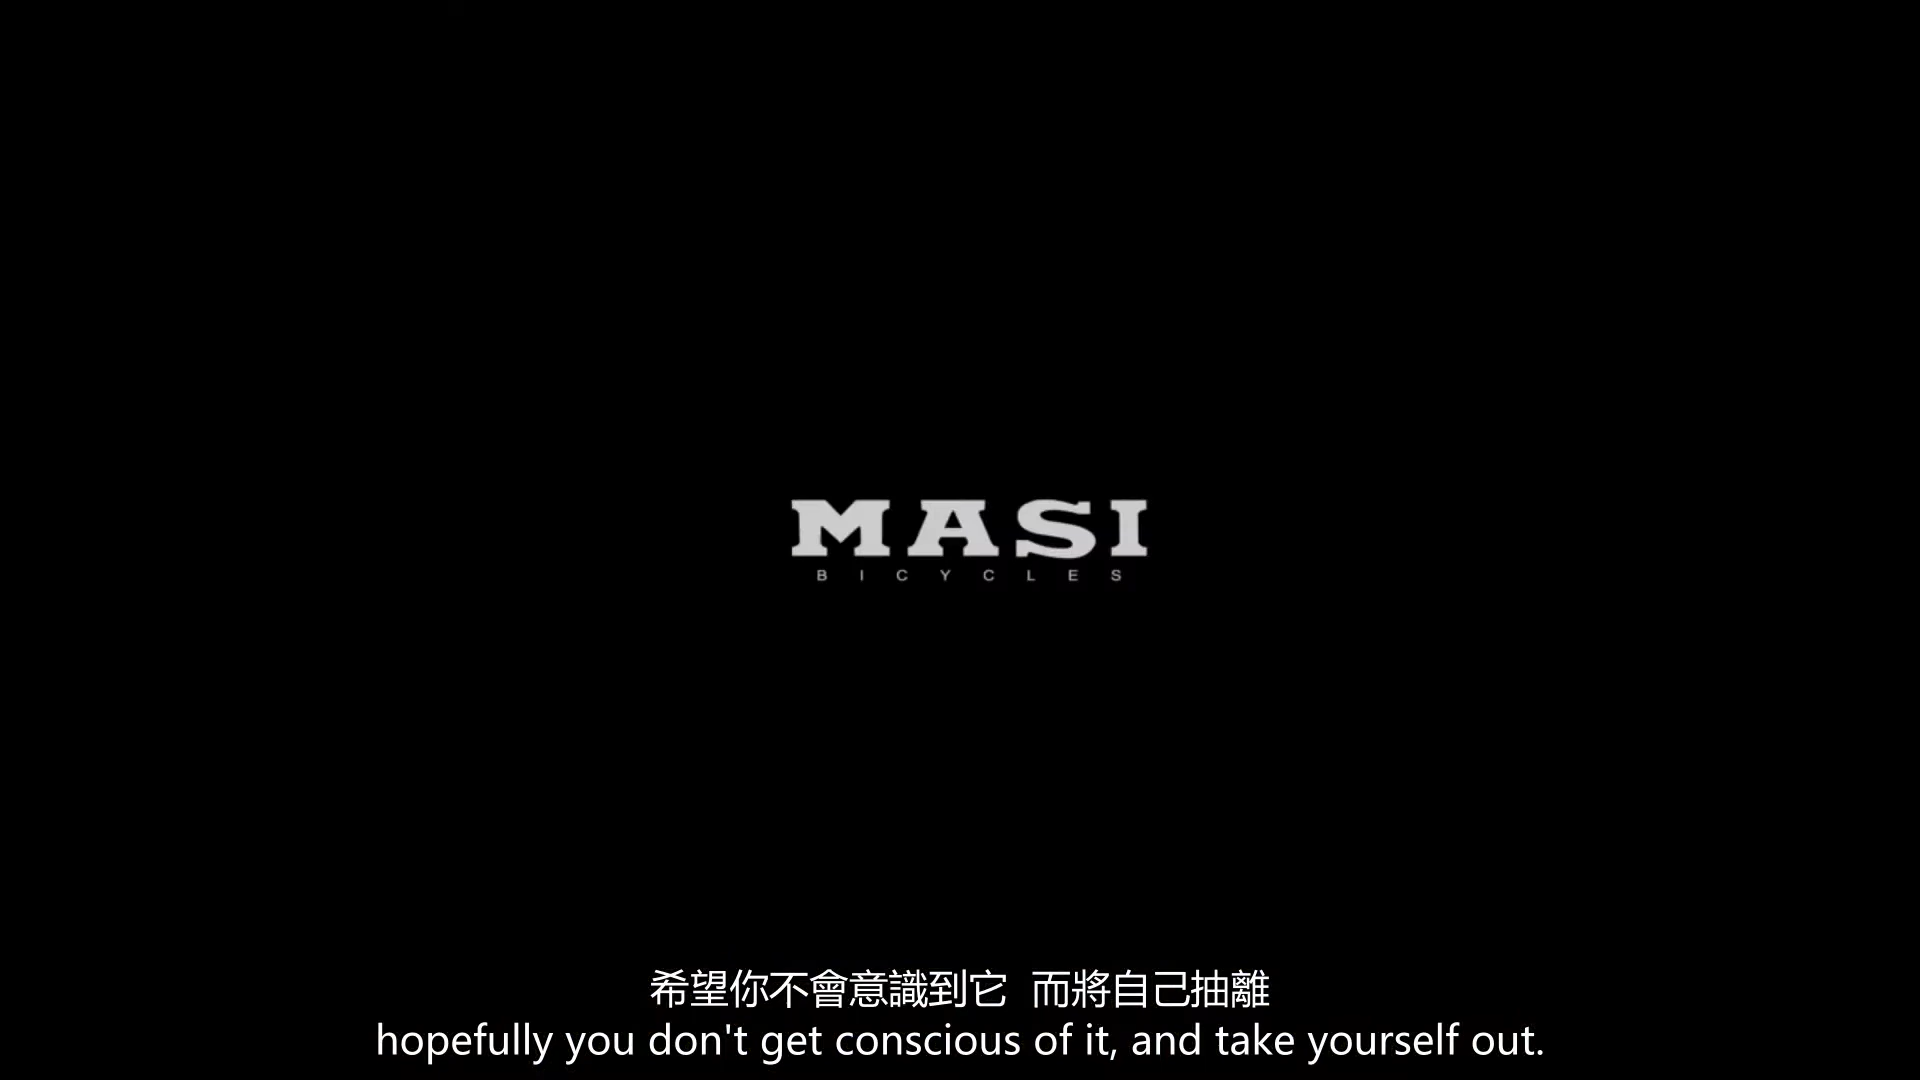 MASI
BICYCLES
希望你不會意識到它 而將自己抽離
hopefully you don't get conscious of it, and take yourself out.